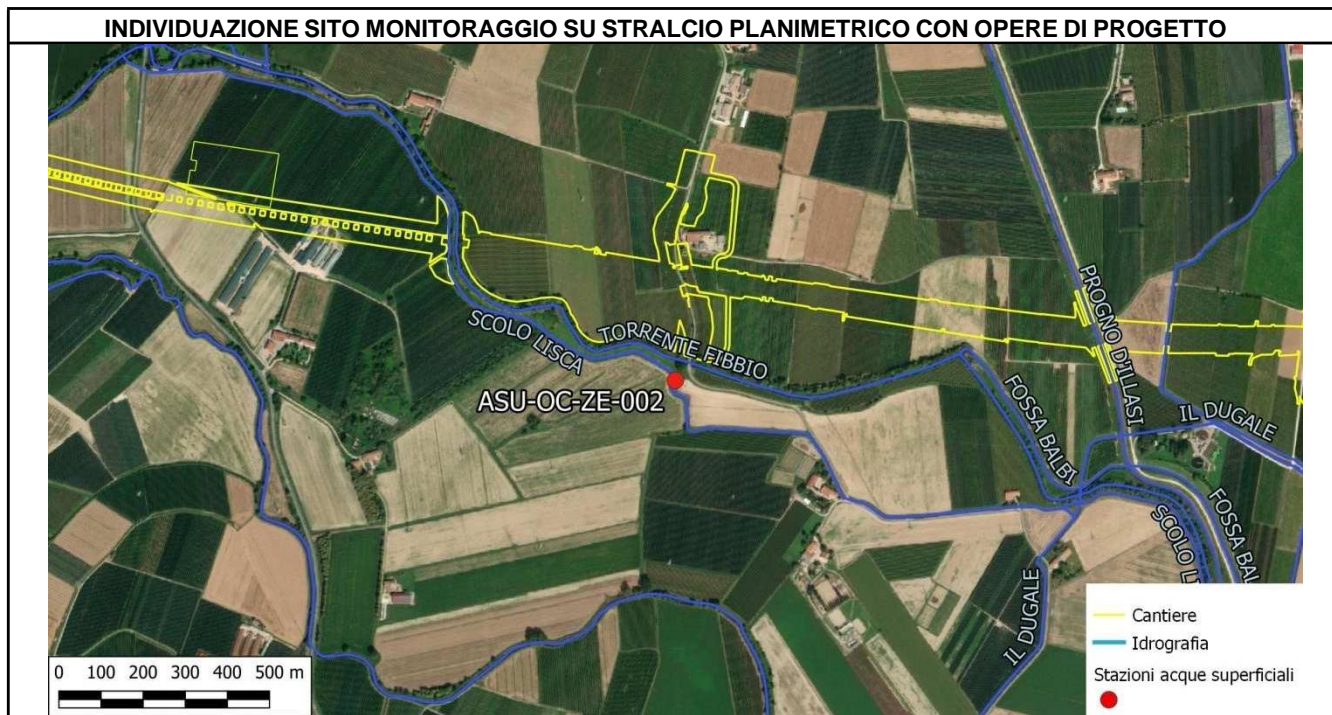 INDIVIDUAZIONE SITO MONITORAGGIO SU STRALCIO PLANIMETRICO CON OPERE DI PROGETTO
PROGNO D'ILLASI
SCOLO LISCA
TORRENTE FIBBIO
ASU-OC-ZE-002
FOSSA BALBI
IL DUGALE
FOSSA BAL
SCOLO LI
IL DUGALE
Cantiere
Idrografia
Stazioni acque superficiali
0 100 200 300 400 500 m